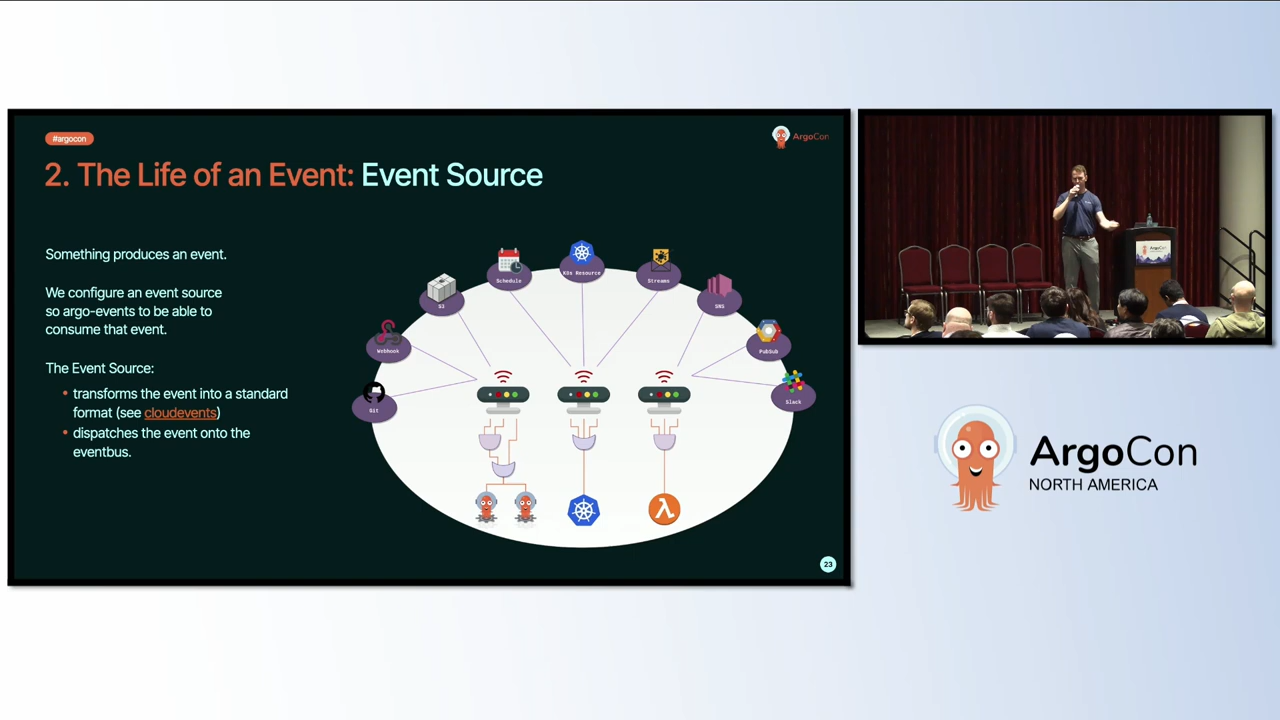 #argocon
ArgoCon
2. The Life of an Event: Event Source
Something produces an event.
We configure an event source
so argo-events to be able to
consume that event.
The Event Source:
• transforms the event into a standard
format (see cloudevents)
• dispatches the event onto the
eventbus.
Git
Webhook
S3
Schedule
K8s Resource
Streams
SNS
PubSub
Slack
23
ArgoCon
ArgoCon
NORTH AMERICA